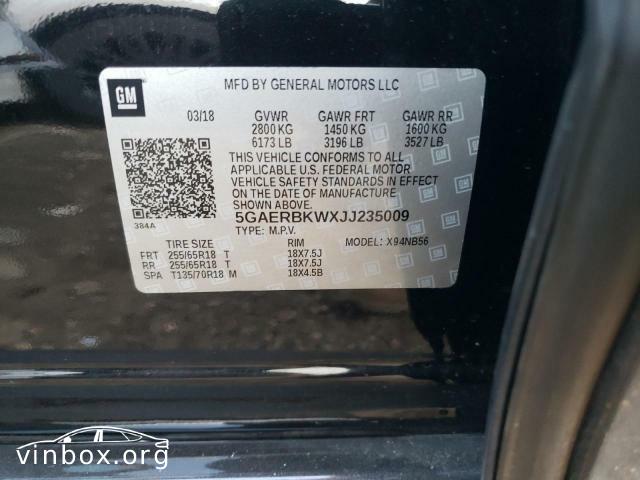 GM
MFD BY GENERAL MOTORS LLC
03/18 GVWR GAWR FRT GAWR RR
2800 KG 1450 KG 1600 KG
6173 LB 3196 LB 3527 LB
THIS VEHICLE CONFORMS TO ALL
APPLICABLE U.S. FEDERAL MOTOR
VEHICLE SAFETY STANDARDS IN EFFECT
ON THE DATE OF MANUFACTURE
SHOWN ABOVE.
384A
5GAERBKWXJJ235009
TYPE: M.P.V. MODEL: X94NB56
TIRE SIZE RIM
FRT 255/65R18 T 18X7.5J
RR 255/65R18 T 18X7.5J
SPA T135/70R18 M 18X4.5B
vinbox.org